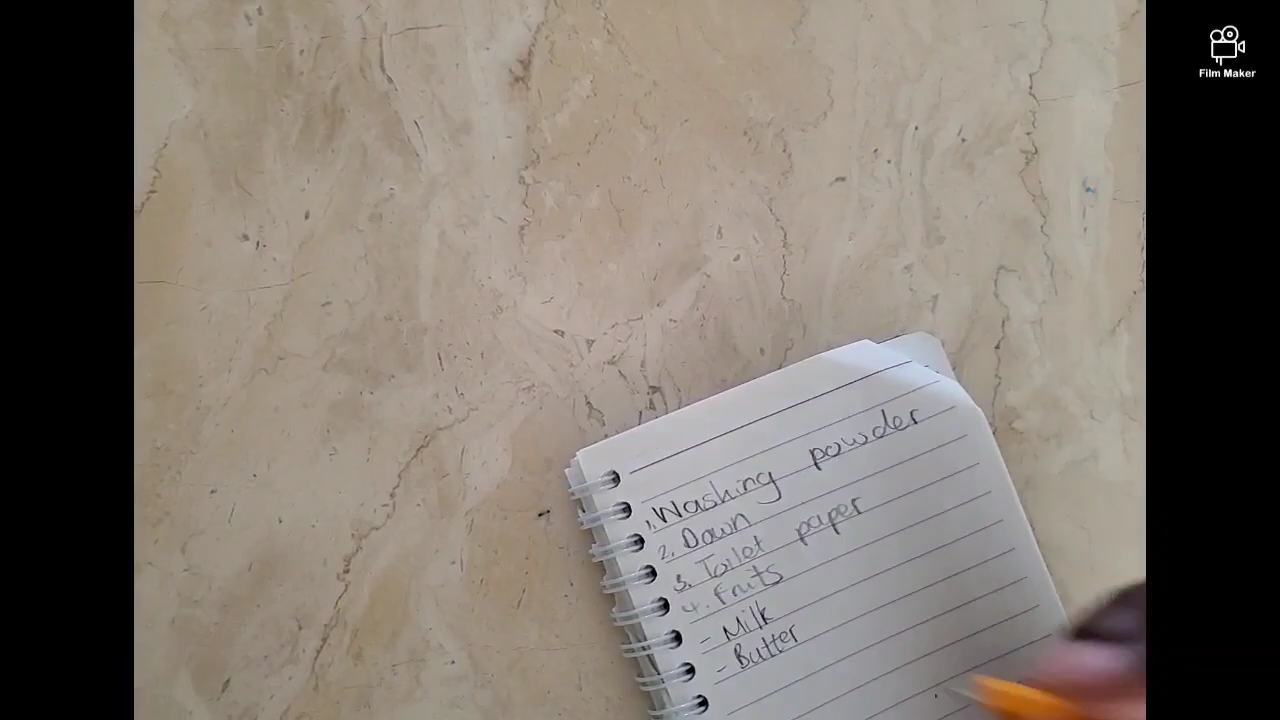 Film Maker
1. Washing powder
2. Down
3. Toilet paper
4. Fruits
- Milk
- Butter